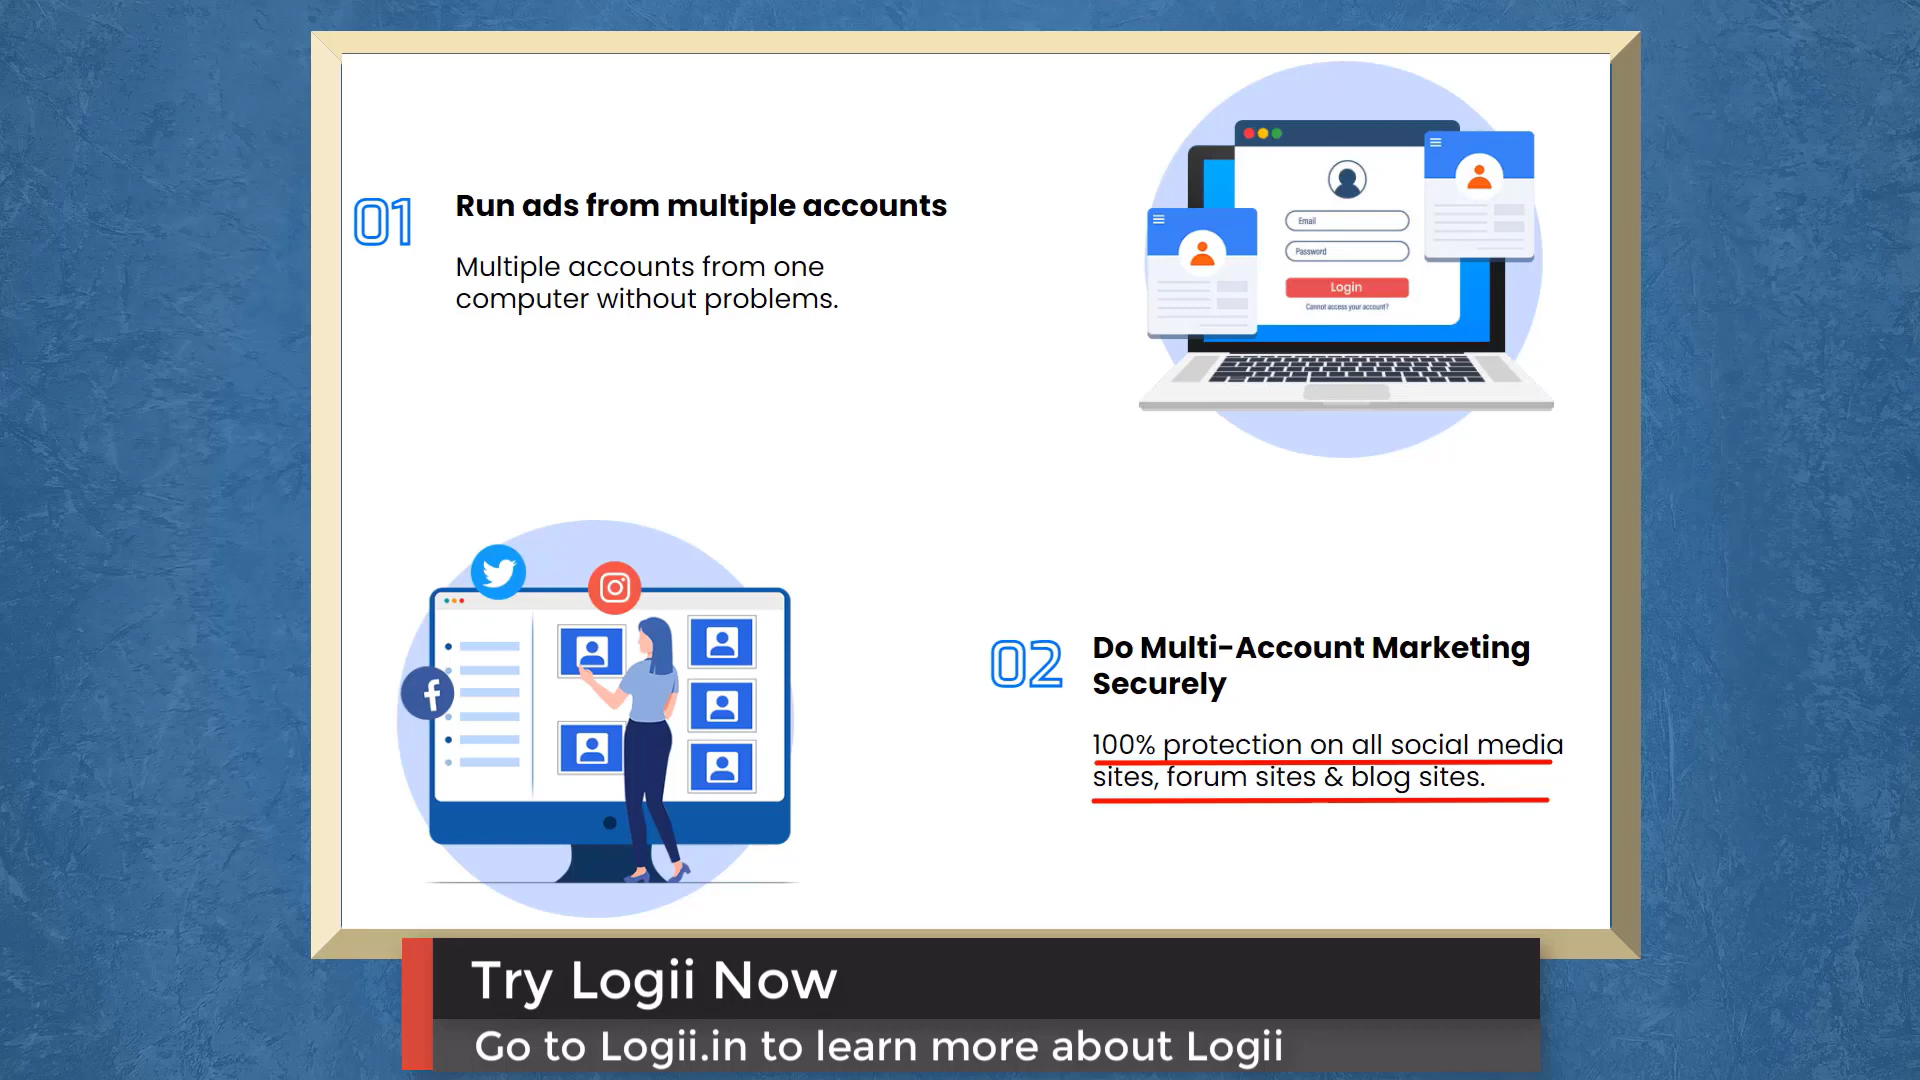 01
Run ads from multiple accounts
Multiple accounts from one
computer without problems.
Email
Password
Login
Cannot access your account?
02
Do Multi-Account Marketing
Securely
100% protection on all social media
sites, forum sites & blog sites.
Try Logii Now
Go to Logii.in to learn more about Logii